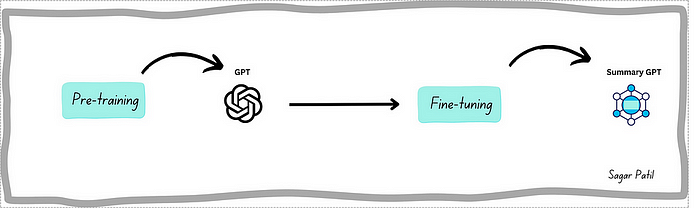 Pre-training
GPT
Fine-tuning
Summary GPT
Sagar Patil